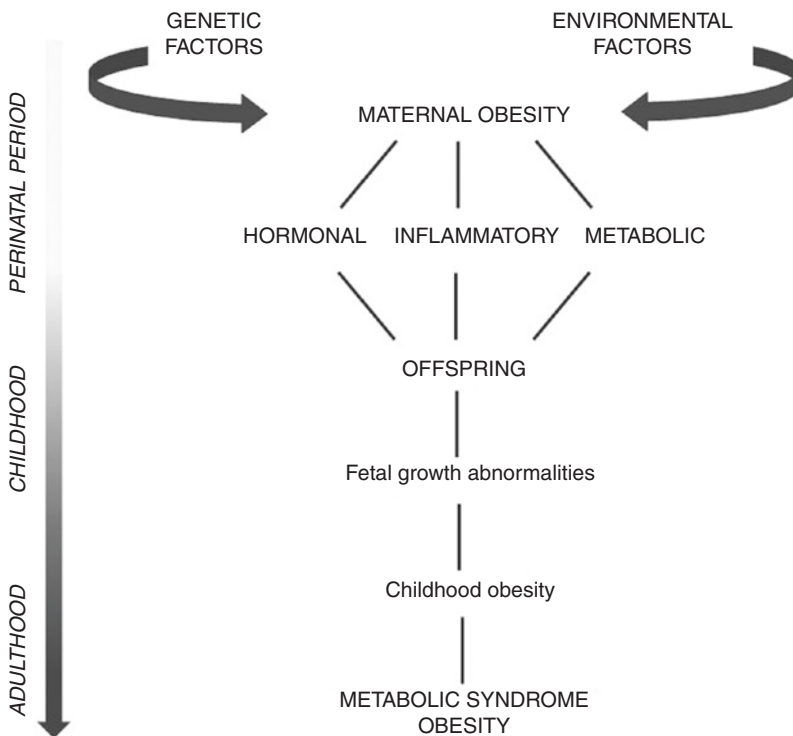 GENETIC
FACTORS
ENVIRONMENTAL
FACTORS
MATERNAL OBESITY
HORMONAL
INFLAMMATORY
METABOLIC
OFFSPRING
Fetal growth abnormalities
Childhood obesity
METABOLIC SYNDROME
OBESITY
PERINATAL PERIOD
CHILDHOOD
ADULTHOOD